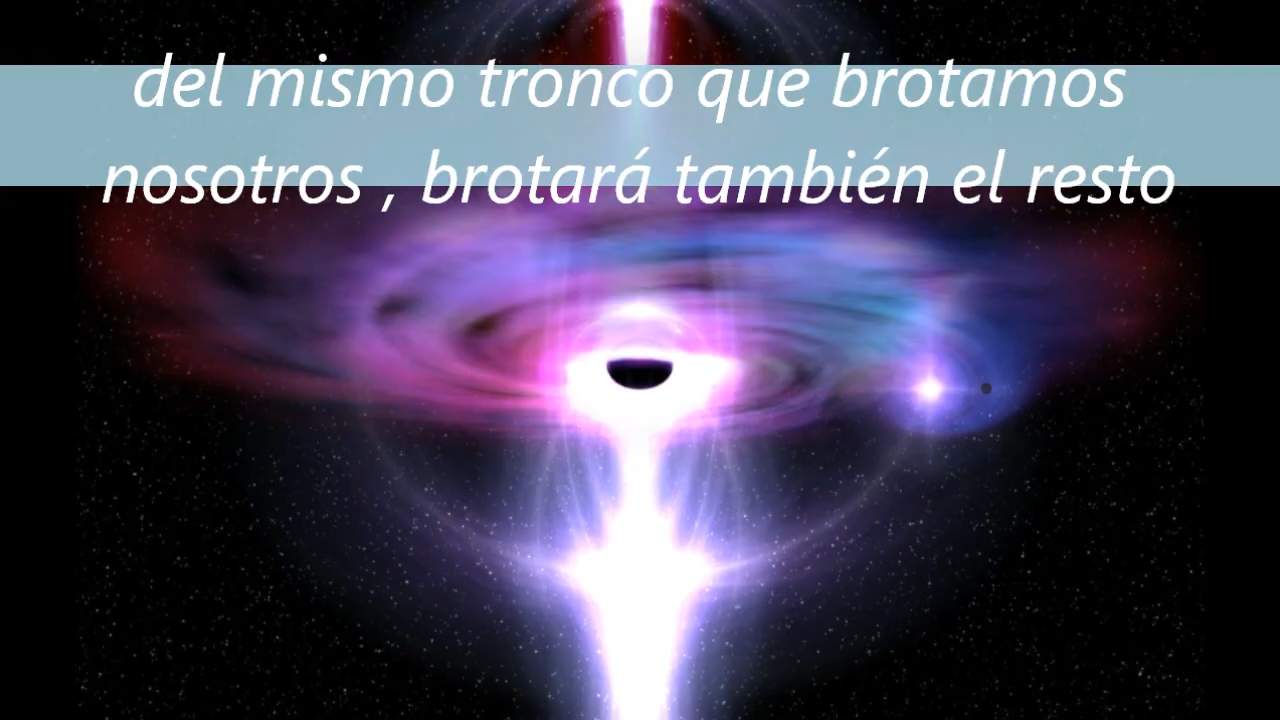 del mismo tronco que brotamos
nosotros , brotará también el resto